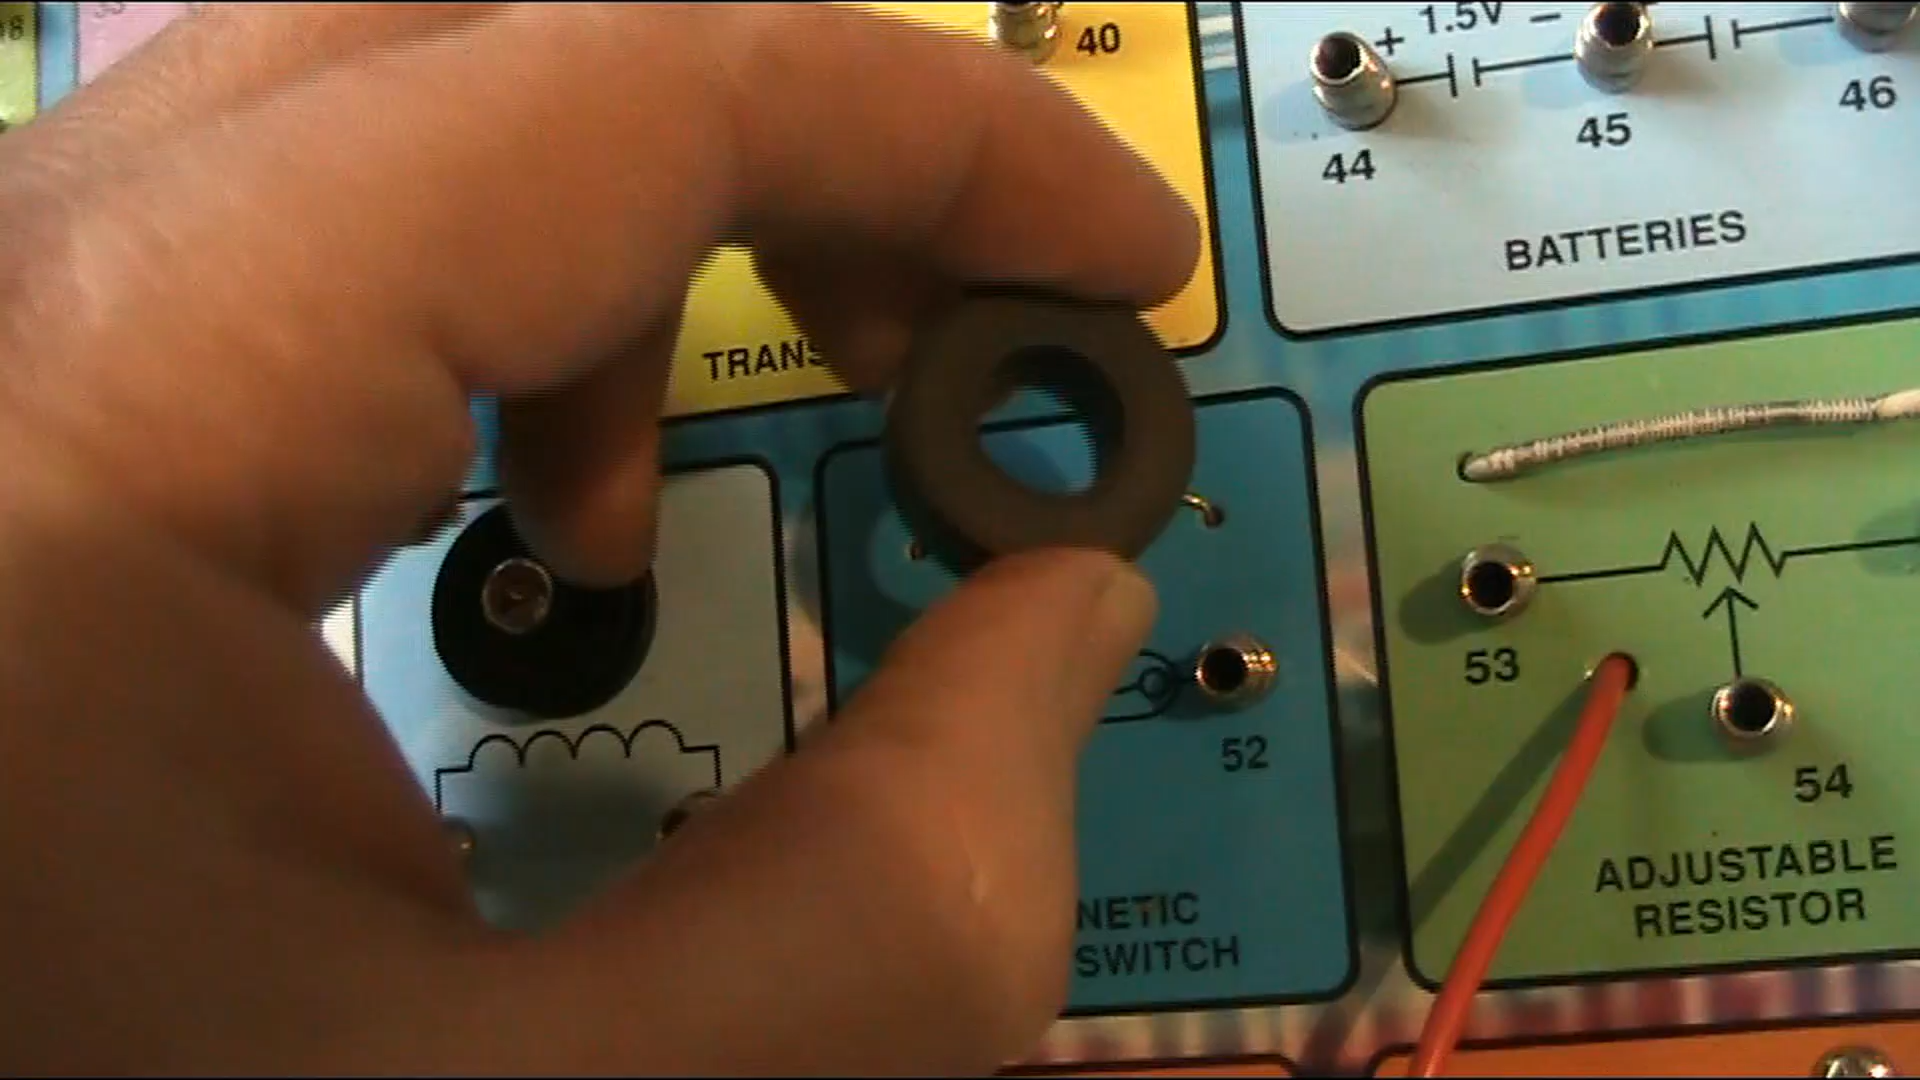 40
+ 1.5V −
44
45
46
BATTERIES
TRANS
53
52
54
ADJUSTABLE
RESISTOR
NETIC
SWITCH